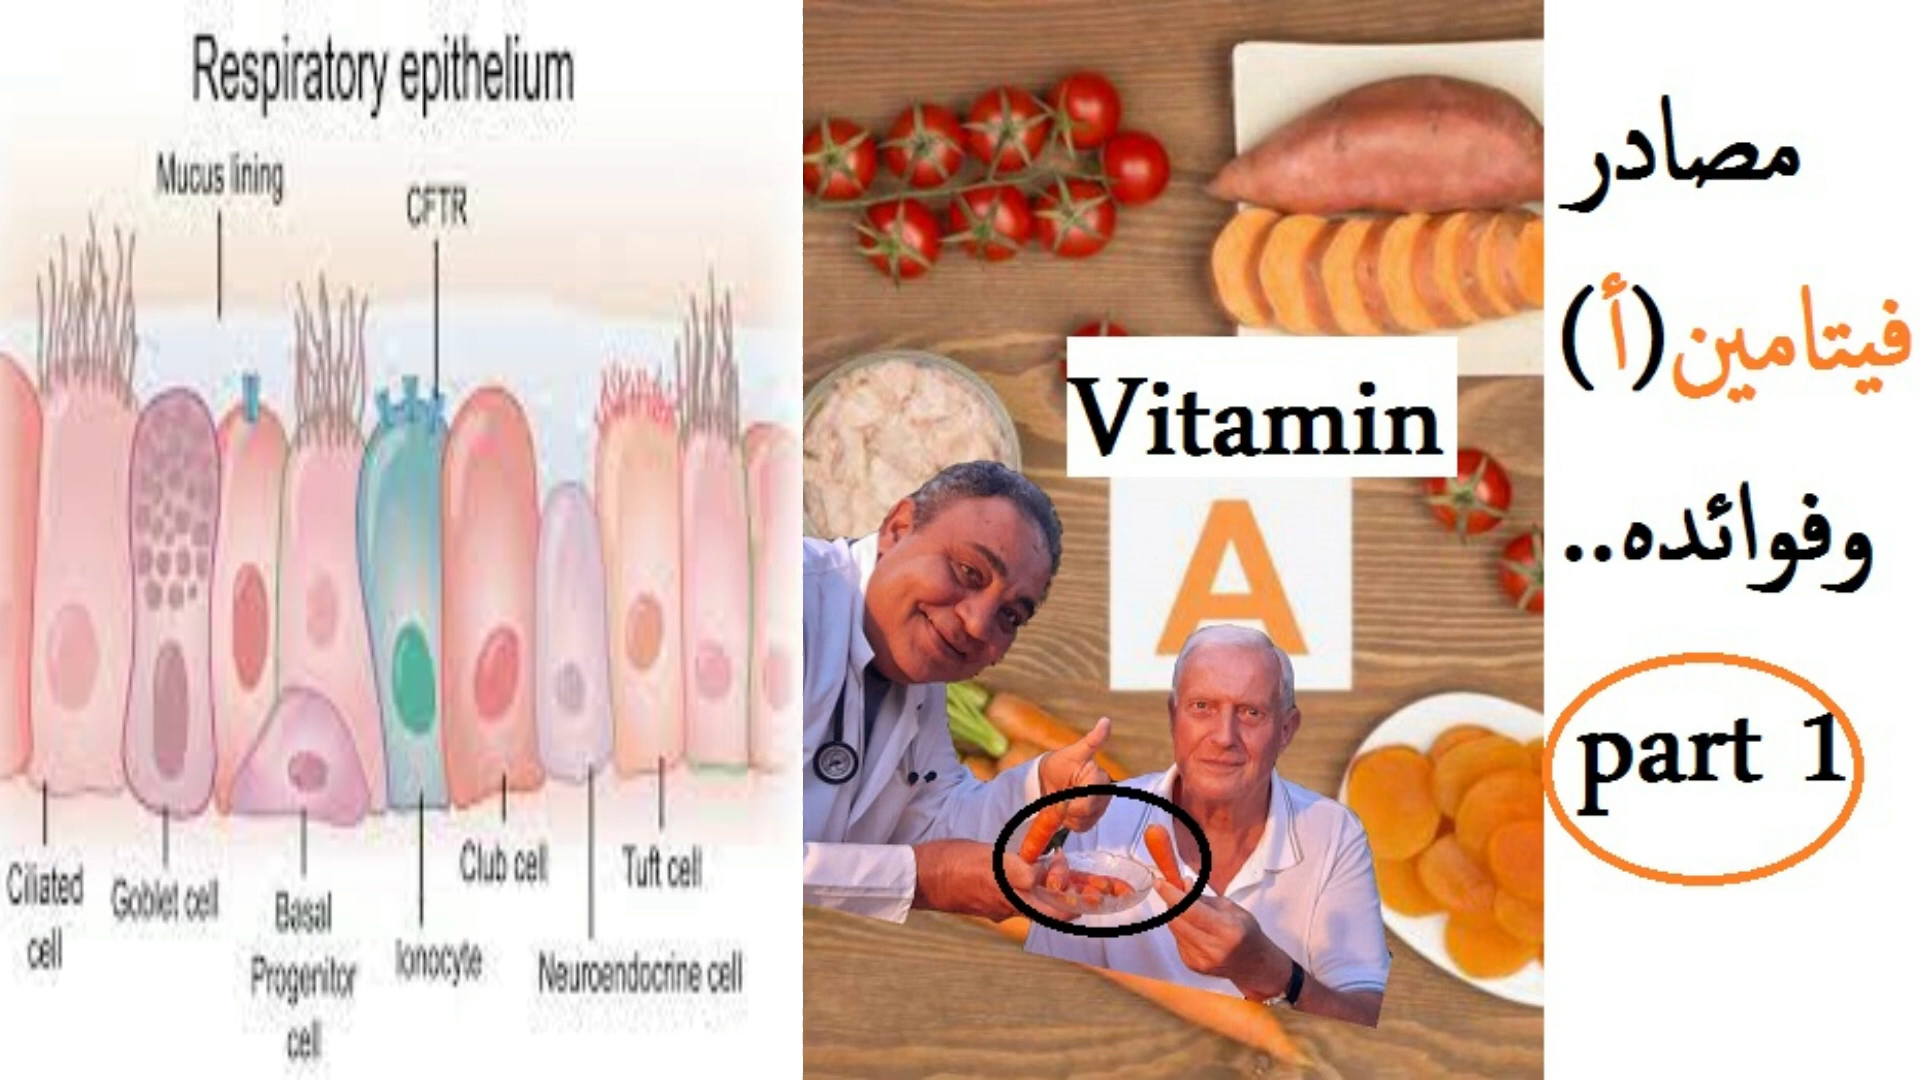 Respiratory epithelium
Mucus lining
CFTR
Ciliated
cell
Goblet cell
Basal
Progenitor
cell
Ionocyte
Club cell
Neuroendocrine cell
Tuft cell
Vitamin
A
مصادر
فيتامين(أ)
وفوائده..
part 1